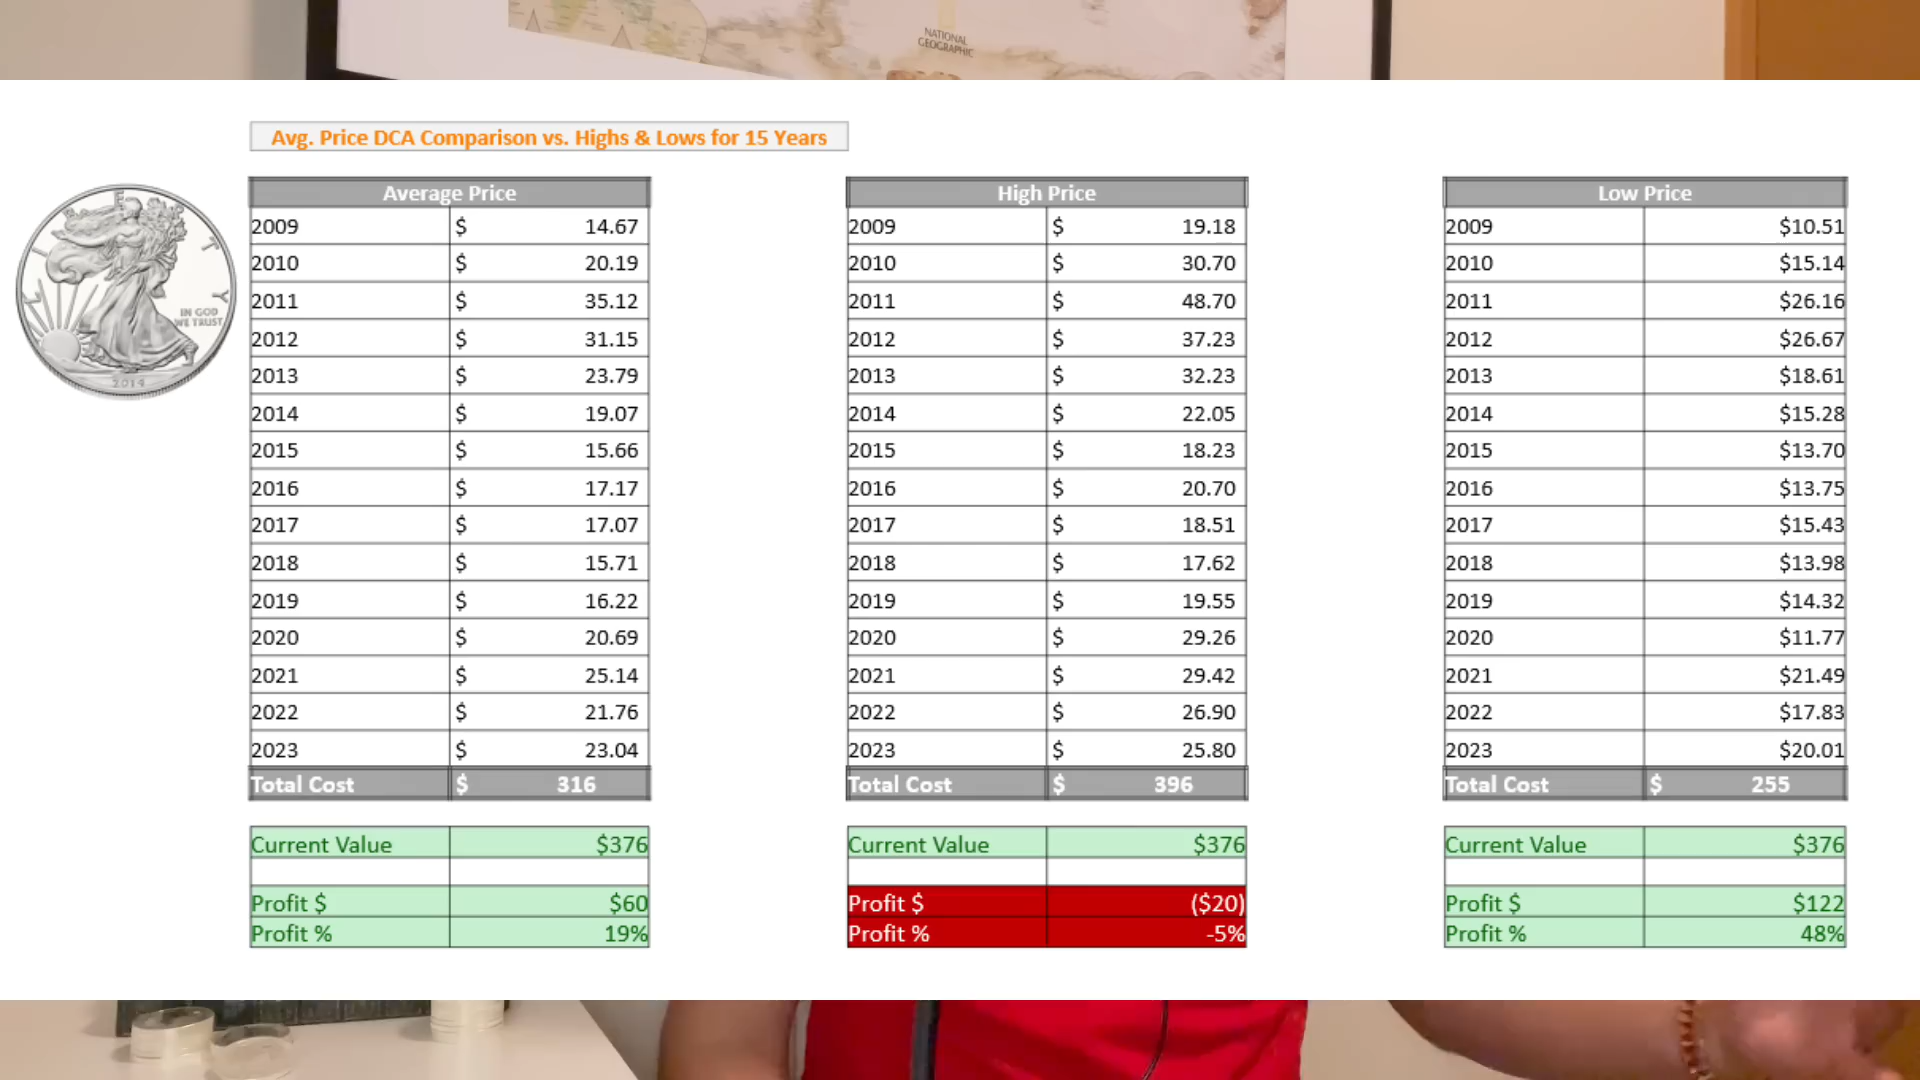 NATIONAL
GEOGRAPHIC
Avg. Price DCA Comparison vs. Highs & Lows for 15 Years
LIBERTY
IN GOD
WE TRUST
2014
Average Price
2009 $ 14.67
2010 $ 20.19
2011 $ 35.12
2012 $ 31.15
2013 $ 23.79
2014 $ 19.07
2015 $ 15.66
2016 $ 17.17
2017 $ 17.07
2018 $ 15.71
2019 $ 16.22
2020 $ 20.69
2021 $ 25.14
2022 $ 21.76
2023 $ 23.04
Total Cost $ 316
Current Value $376
Profit $ $60
Profit % 19%
High Price
2009 $ 19.18
2010 $ 30.70
2011 $ 48.70
2012 $ 37.23
2013 $ 32.23
2014 $ 22.05
2015 $ 18.23
2016 $ 20.70
2017 $ 18.51
2018 $ 17.62
2019 $ 19.55
2020 $ 29.26
2021 $ 29.42
2022 $ 26.90
2023 $ 25.80
Total Cost $ 396
Current Value $376
Profit $ ($20)
Profit % -5%
Low Price
2009 $10.51
2010 $15.14
2011 $26.16
2012 $26.67
2013 $18.61
2014 $15.28
2015 $13.70
2016 $13.75
2017 $15.43
2018 $13.98
2019 $14.32
2020 $11.77
2021 $21.49
2022 $17.83
2023 $20.01
Total Cost $ 255
Current Value $376
Profit $ $122
Profit % 48%